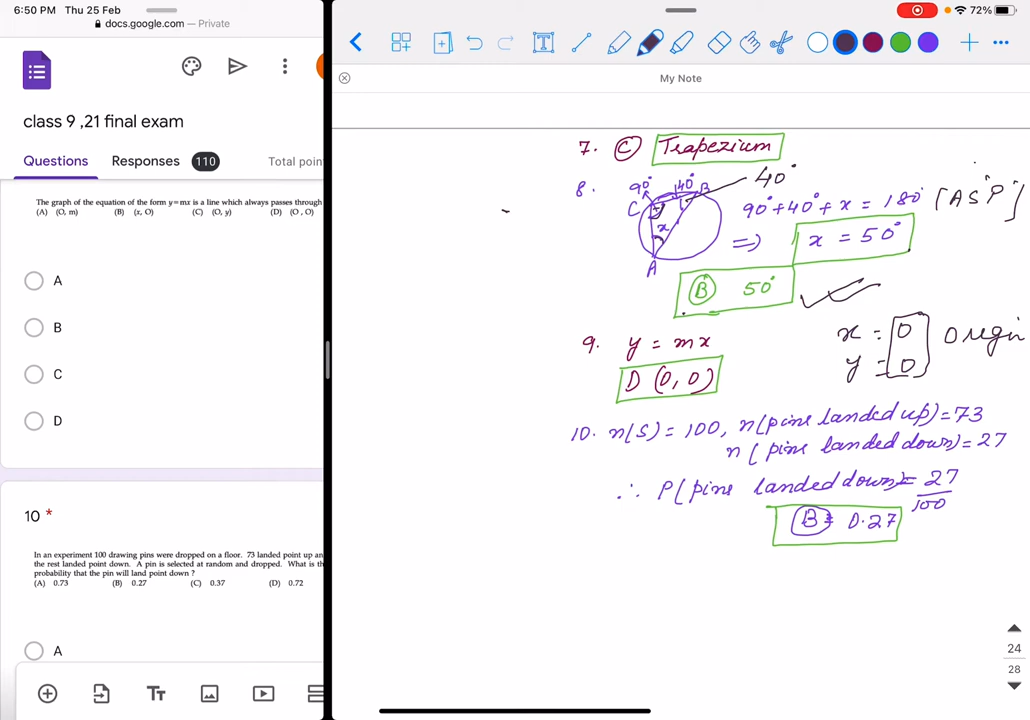 6:50 PM Thu 25 Feb
docs.google.com — Private
72%
class 9 ,21 final exam
Questions
Responses 110
Total poin
My Note
The graph of the equation of the form y=mx is a line which always passes through
(A) (O, m) (B) (x, O) (C) (O, y) (D) (O , O)
A
B
C
D
10 *
In an experiment 100 drawing pins were dropped on a floor. 73 landed point up an
the rest landed point down. A pin is selected at random and dropped. What is th
probability that the pin will land point down ?
(A) 0.73 (B) 0.27 (C) 0.37 (D) 0.72
A
Tт
7. C Trapezium
8. 90° 40° B 40°
C x A
90° + 40° + x = 180° [ASP]
=> x = 50°
B 50°
9. y = mx
D (0, 0)
x = 0 origin
y = 0
10. n(S) = 100, n(pins landed up) = 73
n(pins landed down) = 27
∴ P(pins landed down) = 27/100
B = 0.27
24
28